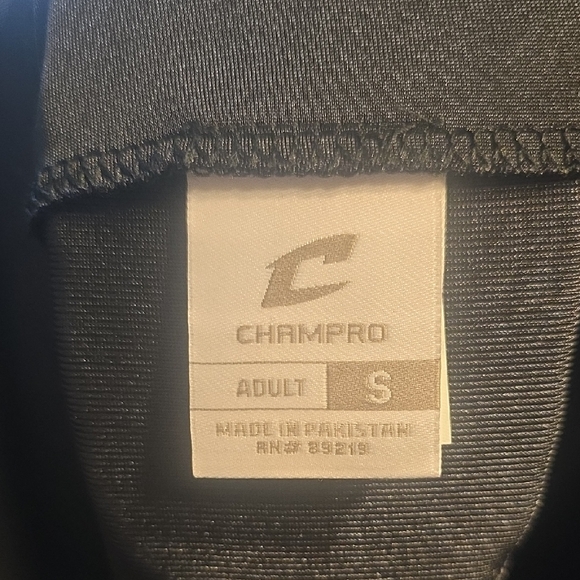 CHAMPRO
ADULT S
MADE IN PAKISTAN
RN# 89219